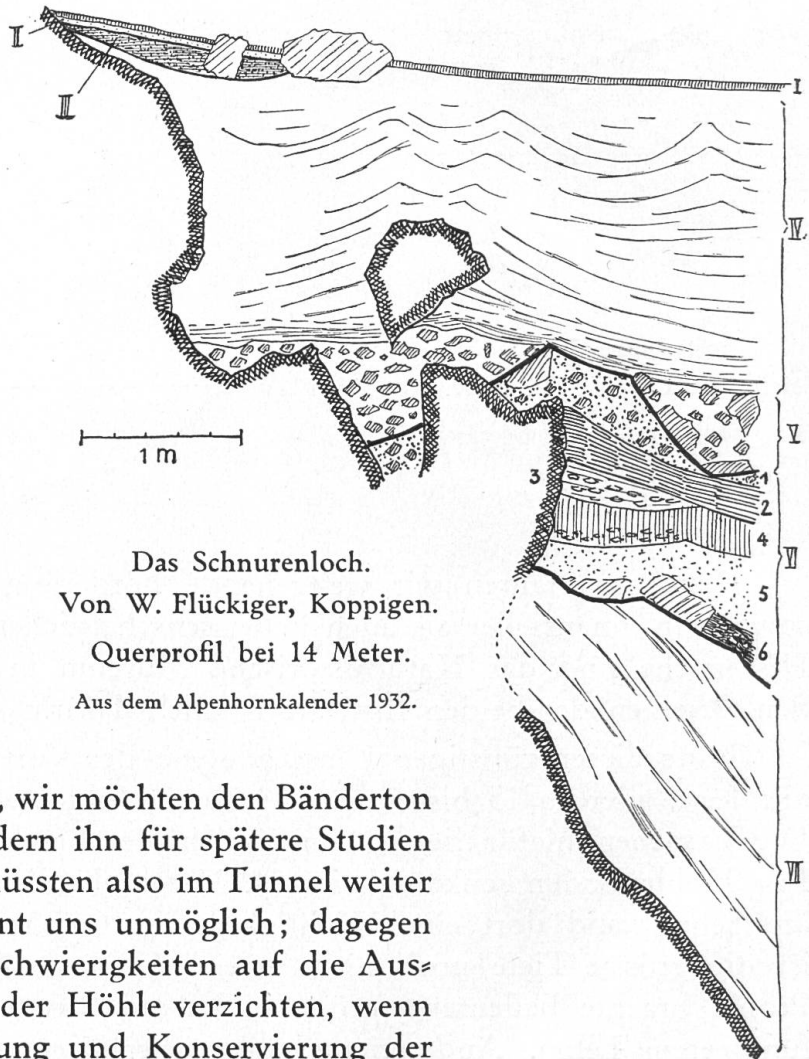 I
II
I
IV.
V
1 m
1
3
2
4
VI
5
6
Das Schnurenloch.
Von W. Flückiger, Koppigen.
Querprofil bei 14 Meter.
Aus dem Alpenhornkalender 1932.
VII
, wir möchten den Bänderton
dern ihn für spätere Studien
üssten also im Tunnel weiter
nt uns unmöglich; dagegen
chwierigkeiten auf die Aus⸗
der Höhle verzichten, wenn
ung und Konservierung der